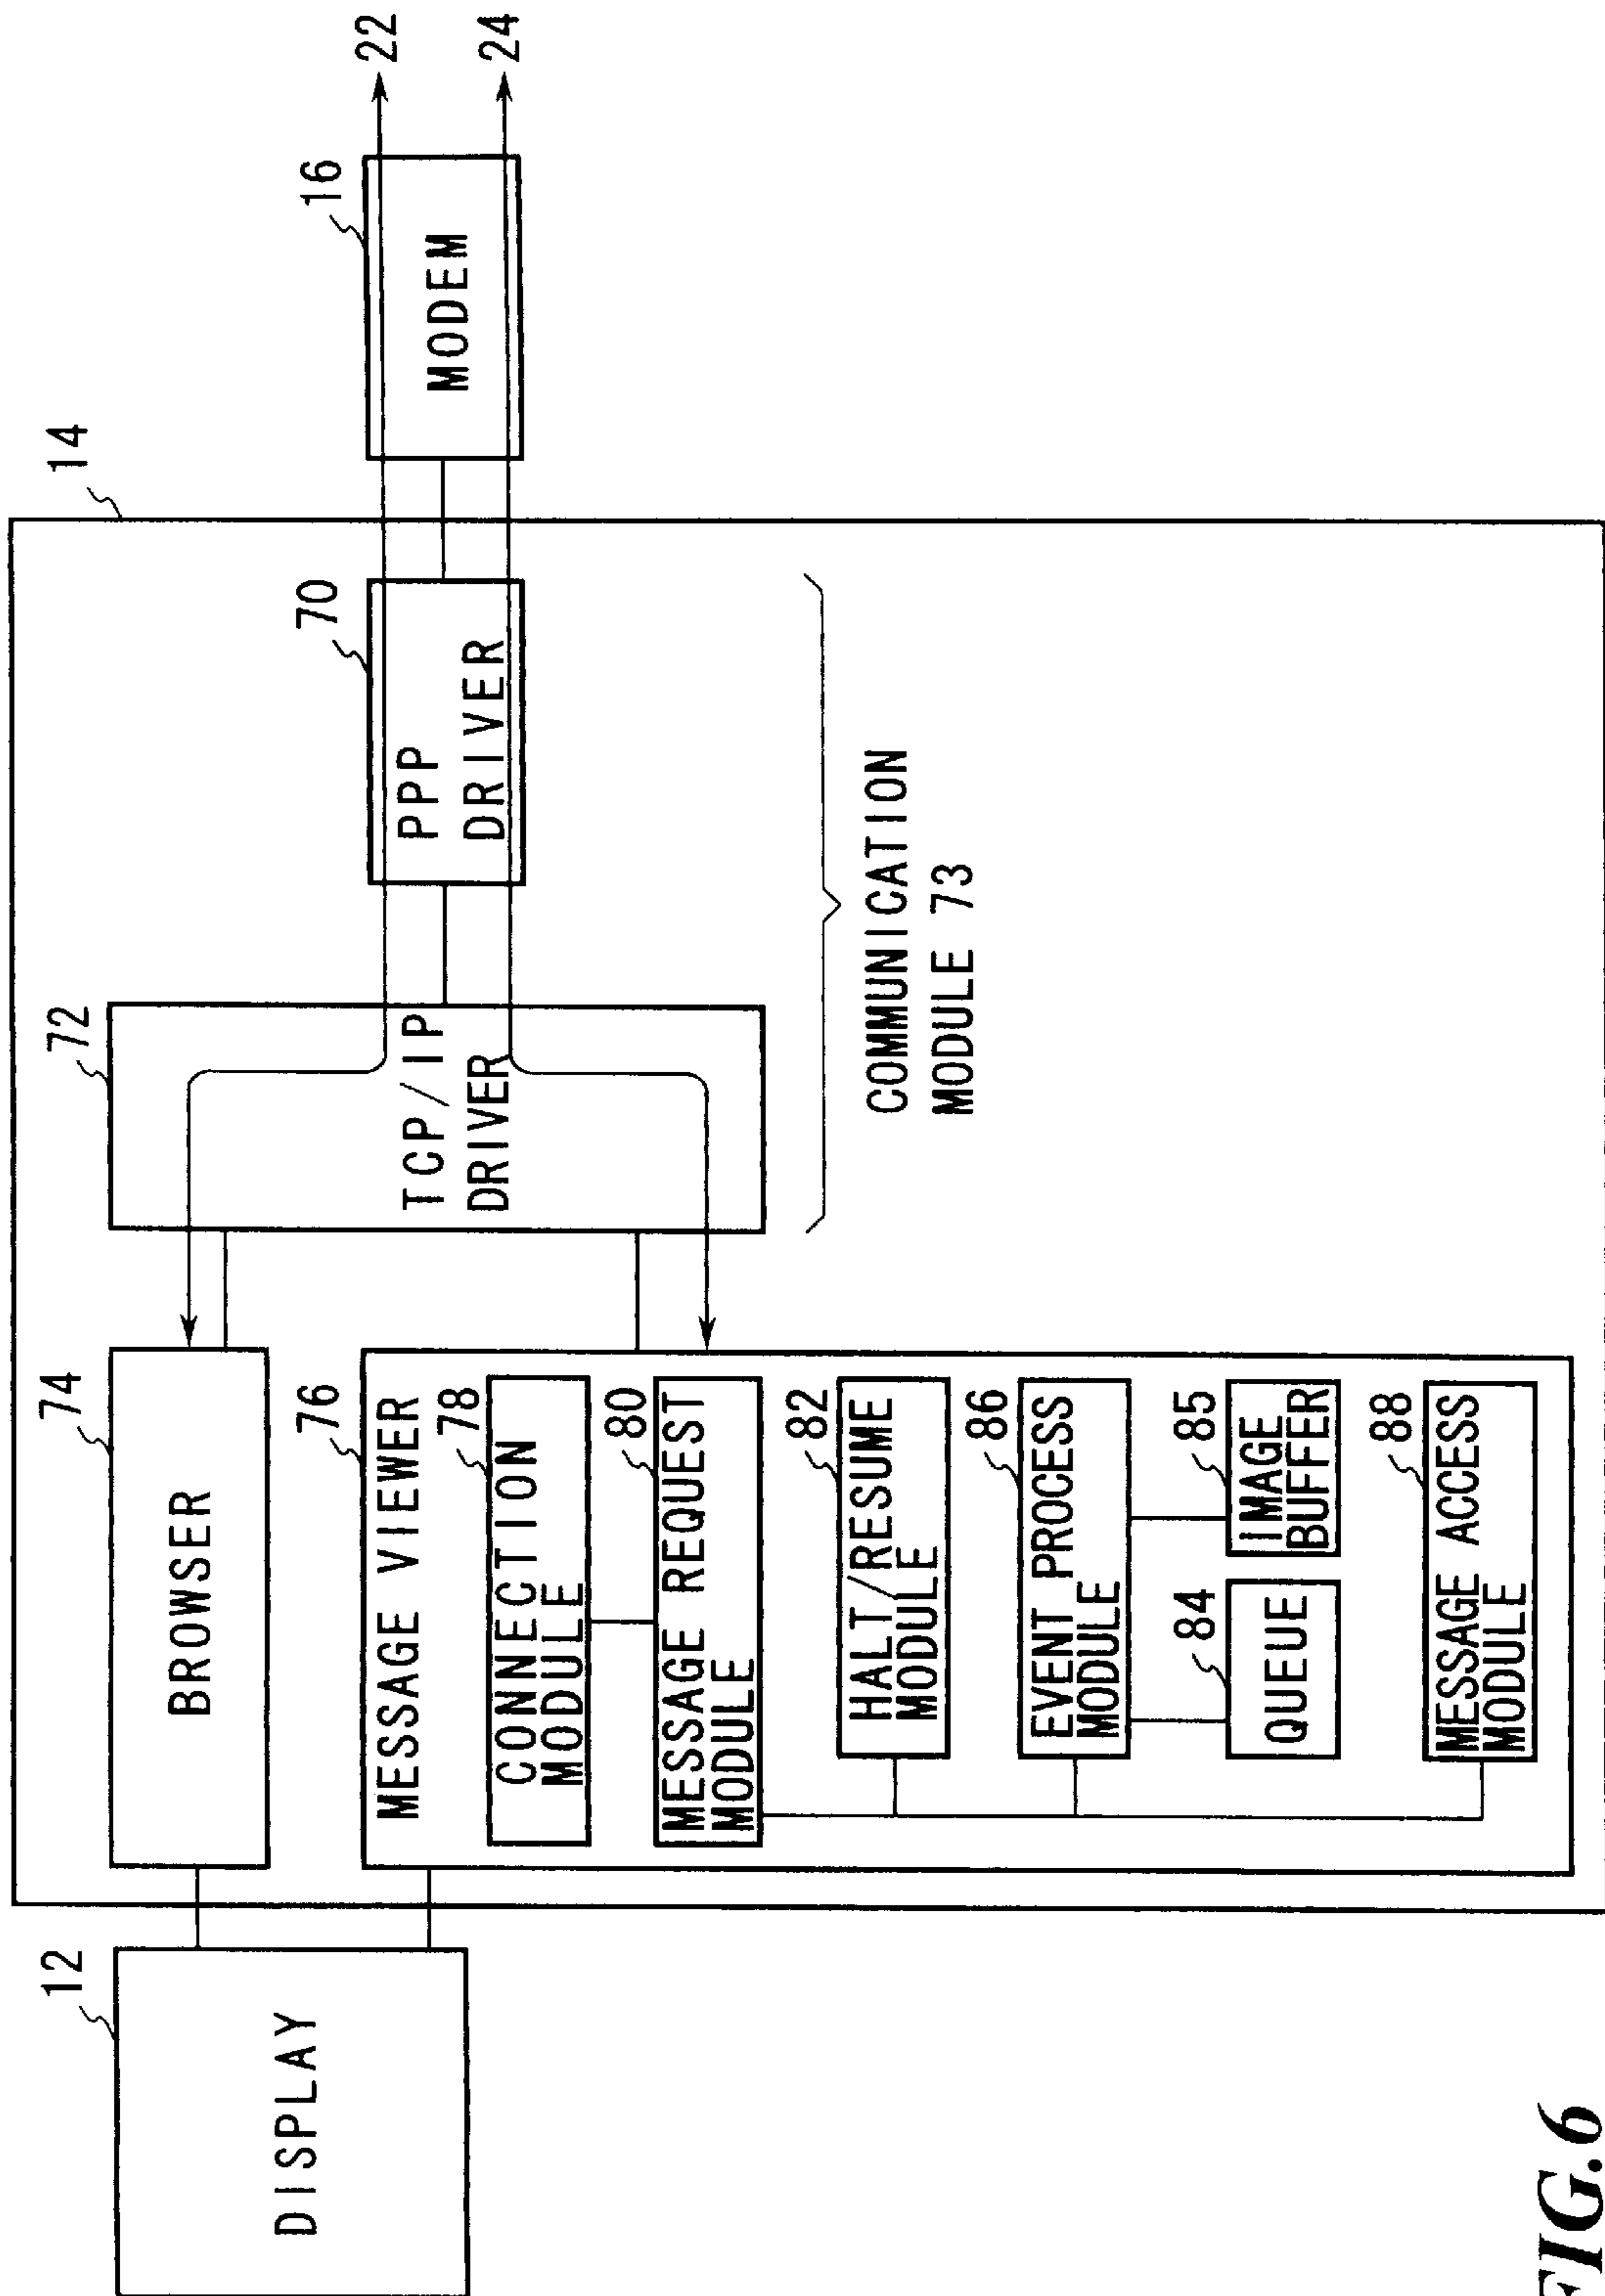 12
DISPLAY
14
74
BROWSER
76
MESSAGE VIEWER
78
CONNECTION
MODULE
80
MESSAGE REQUEST
MODULE
82
HALT/RESUME
MODULE
86
EVENT PROCESS
MODULE
84
QUEUE
85
IMAGE
BUFFER
88
MESSAGE ACCESS
MODULE
72
TCP/IP
DRIVER
70
PPP
DRIVER
COMMUNICATION
MODULE 73
16
MODEM
22
24
FIG.6